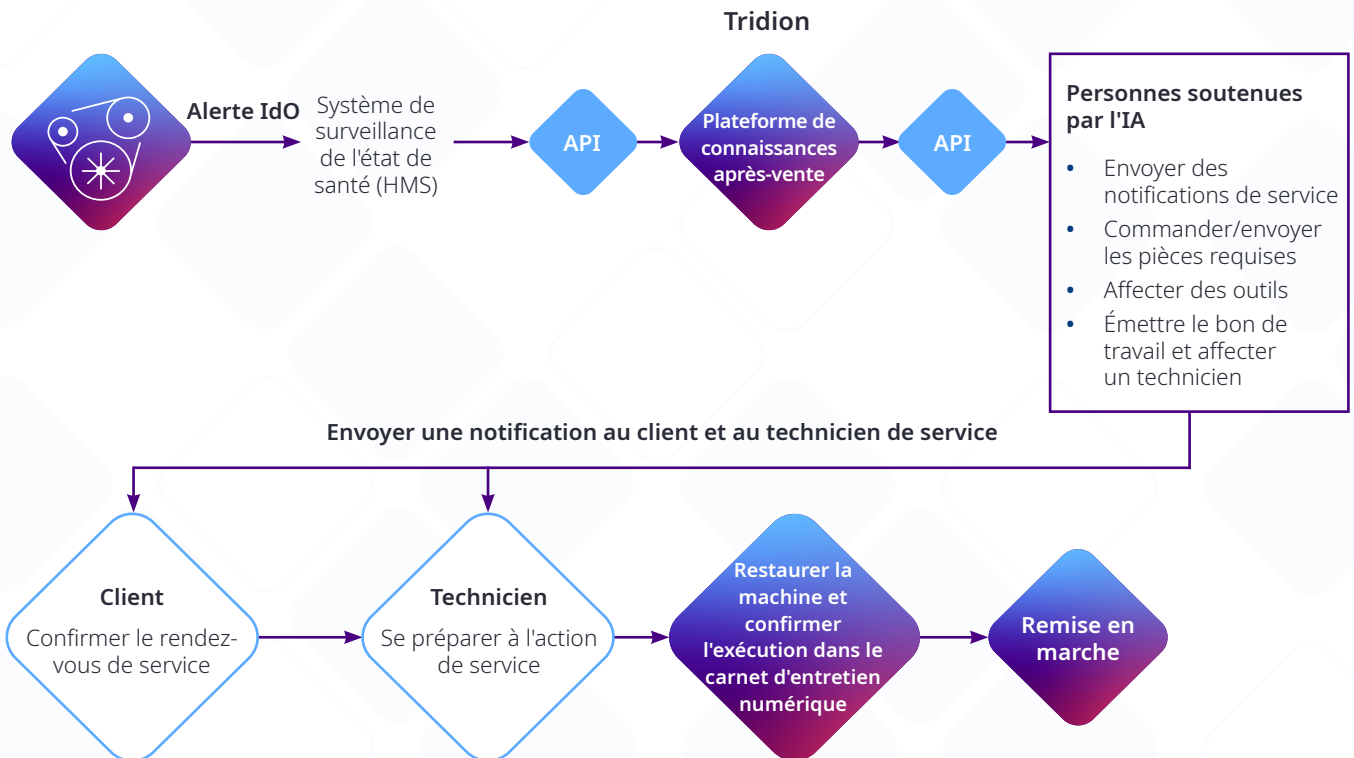 Tridion
Alerte IdO
Système de
surveillance
de l'état de
santé (HMS)
API
Plateforme de
connaissances
après-vente
API
Personnes soutenues
par l'IA
• Envoyer des
notifications de service
• Commander/envoyer
les pièces requises
• Affecter des outils
• Émettre le bon de
travail et affecter
un technicien
Envoyer une notification au client et au technicien de service
Client
Confirmer le rendez-
vous de service
Technicien
Se préparer à l'action
de service
Restaurer la
machine et
confirmer
l'exécution dans le
carnet d'entretien
numérique
Remise en
marche